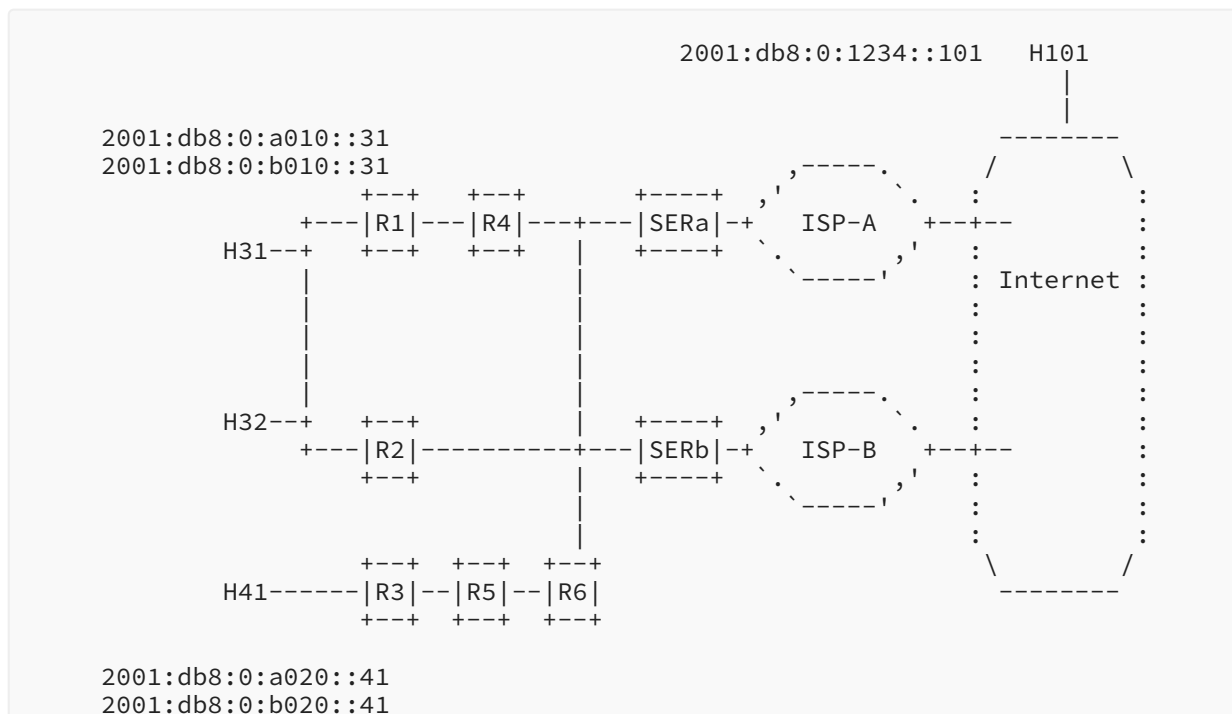 2001:db8:0:1234::101 H101
2001:db8:0:a010::31
2001:db8:0:b010::31
R1 R4 SERa ISP-A
H31
Internet
H32
R2 SERb ISP-B
H41 R3 R5 R6
2001:db8:0:a020::41
2001:db8:0:b020::41